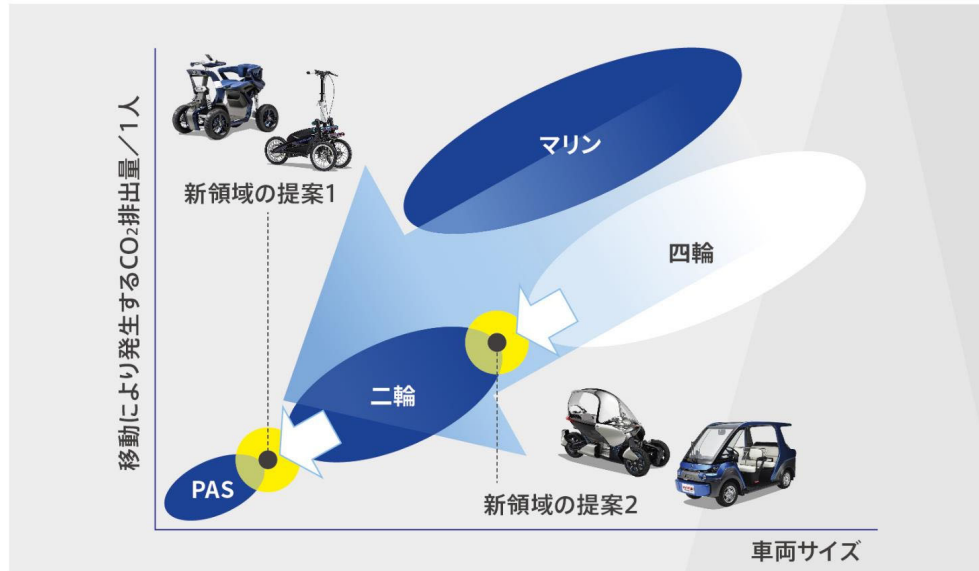 移動により発生するCO₂排出量／1人
新領域の提案1
マリン
四輪
二輪
PAS
新領域の提案2
車両サイズ